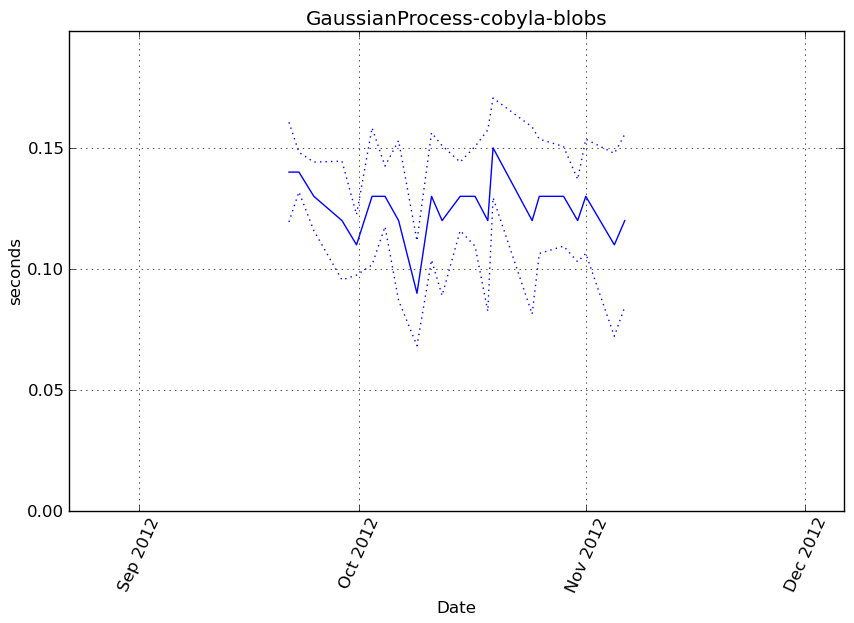 GaussianProcess-cobyla-blobs
seconds
0.15
0.10
0.05
0.00
Sep 2012
Oct 2012
Nov 2012
Dec 2012
Date